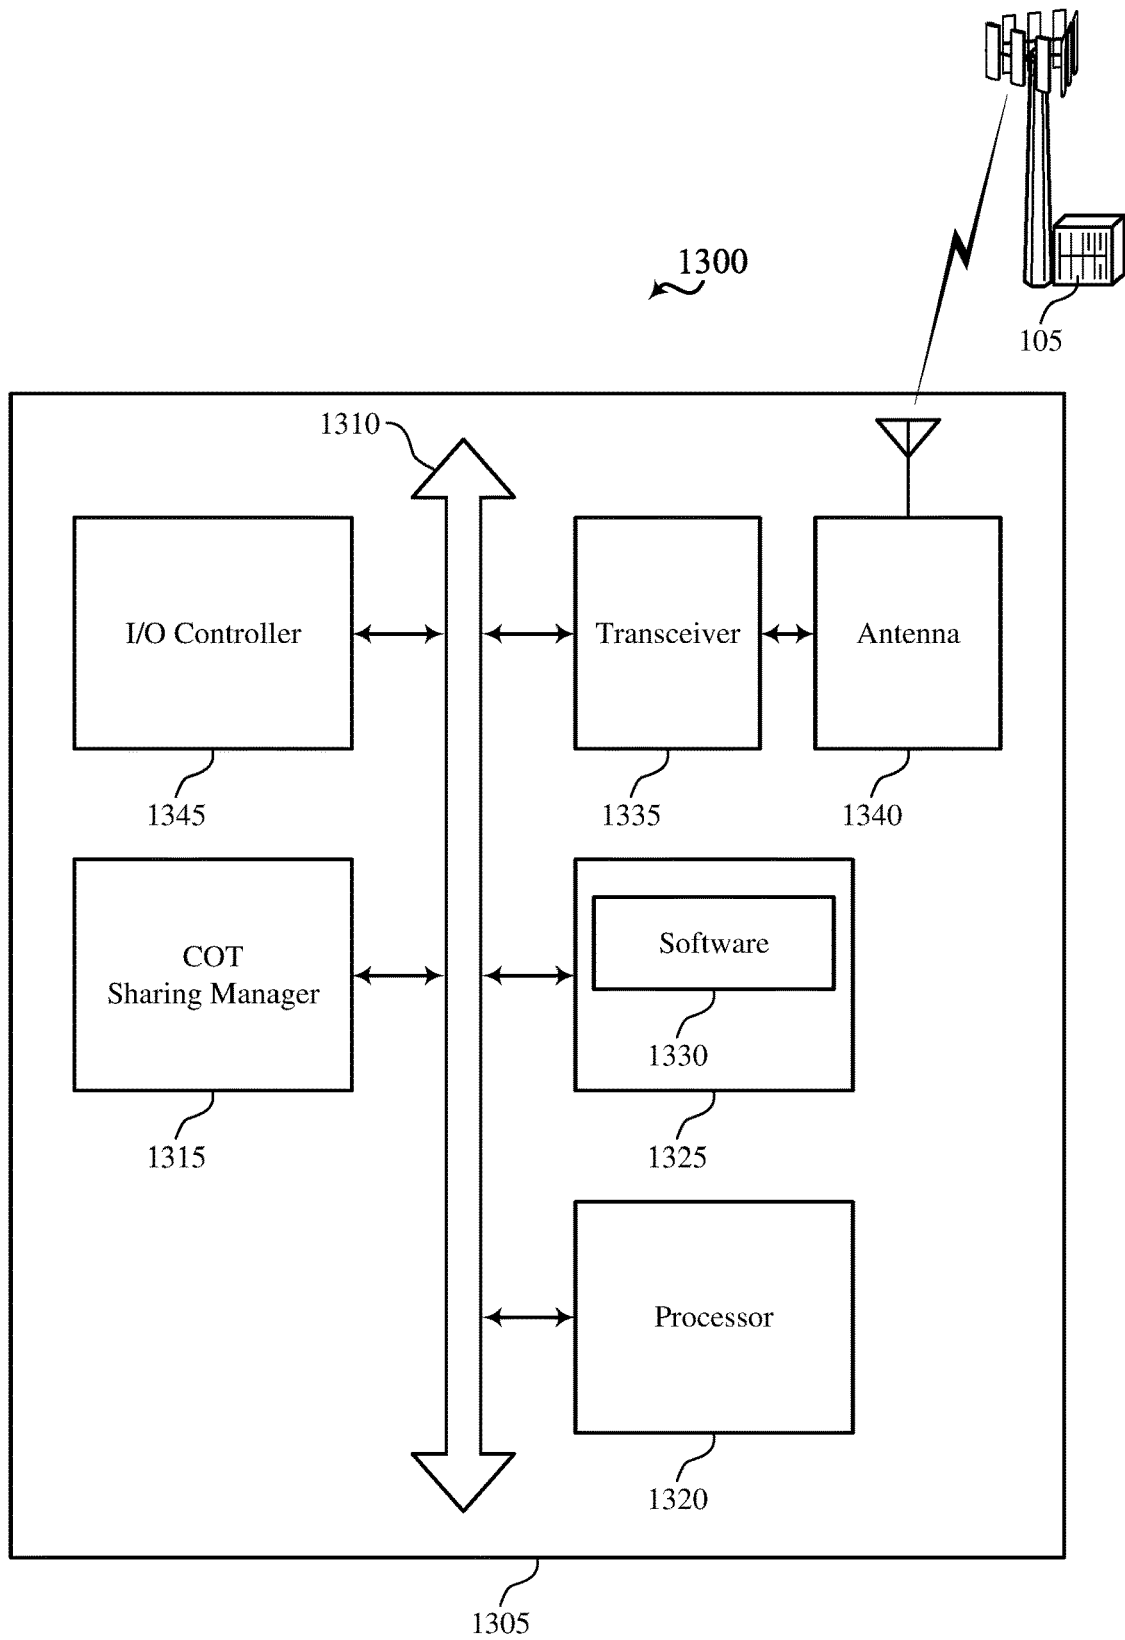 1300
105
1310
I/O Controller
Transceiver
Antenna
1345
1335
1340
COT
Sharing Manager
Software
1330
1315
1325
Processor
1320
1305